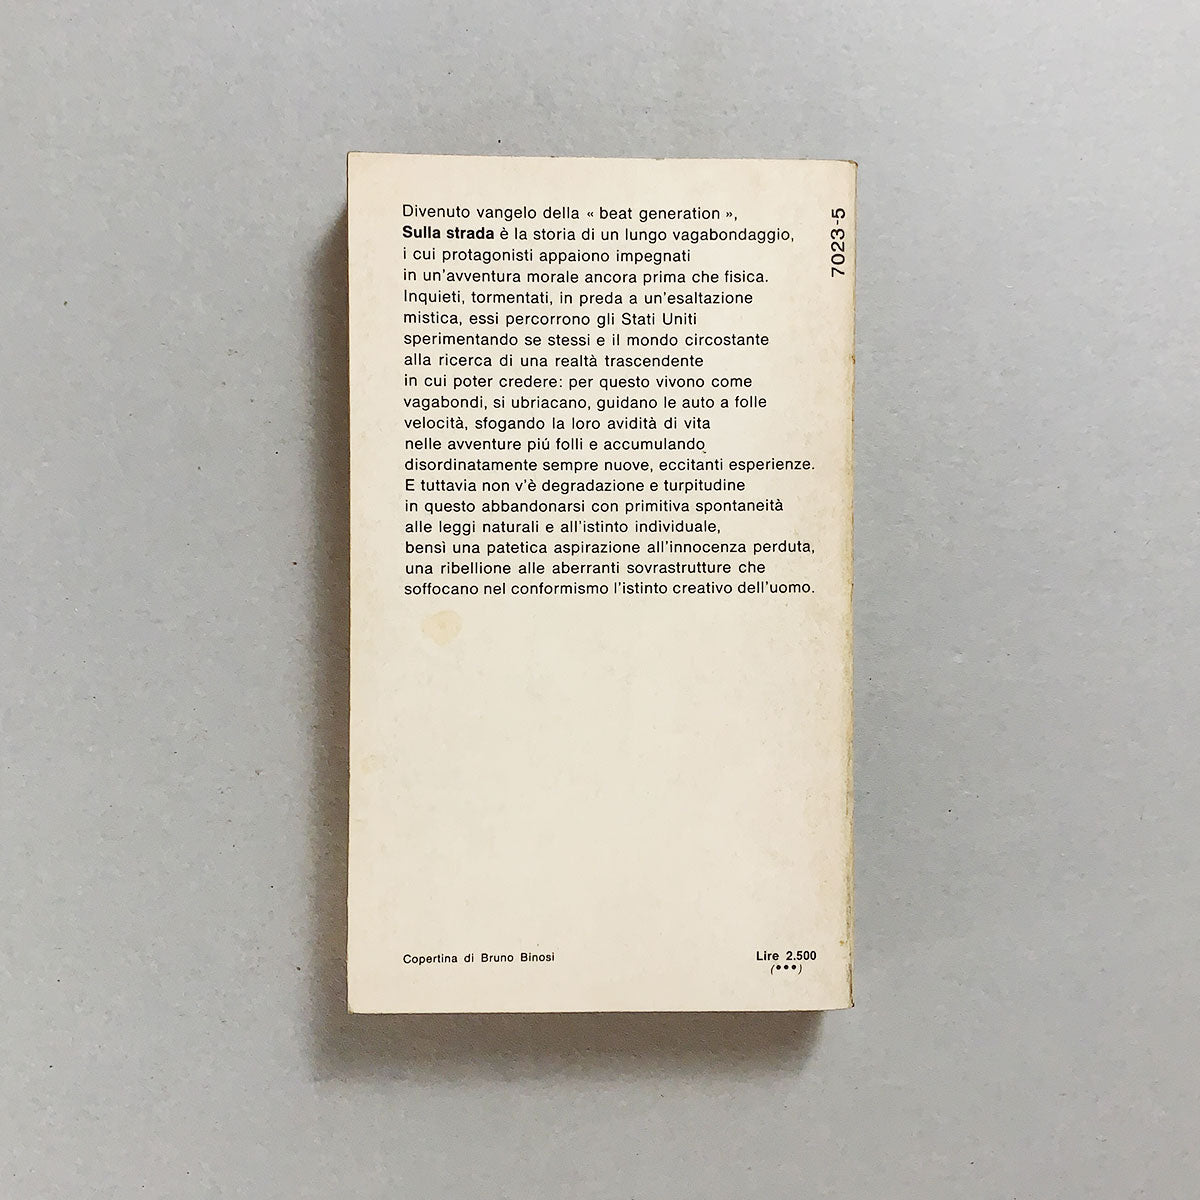 Divenuto vangelo della « beat generation »,
Sulla strada è la storia di un lungo vagabondaggio,
i cui protagonisti appaiono impegnati
in un'avventura morale ancora prima che fisica.
Inquieti, tormentati, in preda a un'esaltazione
mistica, essi percorrono gli Stati Uniti
sperimentando se stessi e il mondo circostante
alla ricerca di una realtà trascendente
in cui poter credere: per questo vivono come
vagabondi, si ubriacano, guidano le auto a folle
velocità, sfogando la loro avidità di vita
nelle avventure piú folli e accumulando
disordinatamente sempre nuove, eccitanti esperienze.
E tuttavia non v'è degradazione e turpitudine
in questo abbandonarsi con primitiva spontaneità
alle leggi naturali e all'istinto individuale,
bensì una patetica aspirazione all'innocenza perduta,
una ribellione alle aberranti sovrastrutture che
soffocano nel conformismo l'istinto creativo dell'uomo.
7023-5
Copertina di Bruno Binosi
Lire 2.500
(•••)